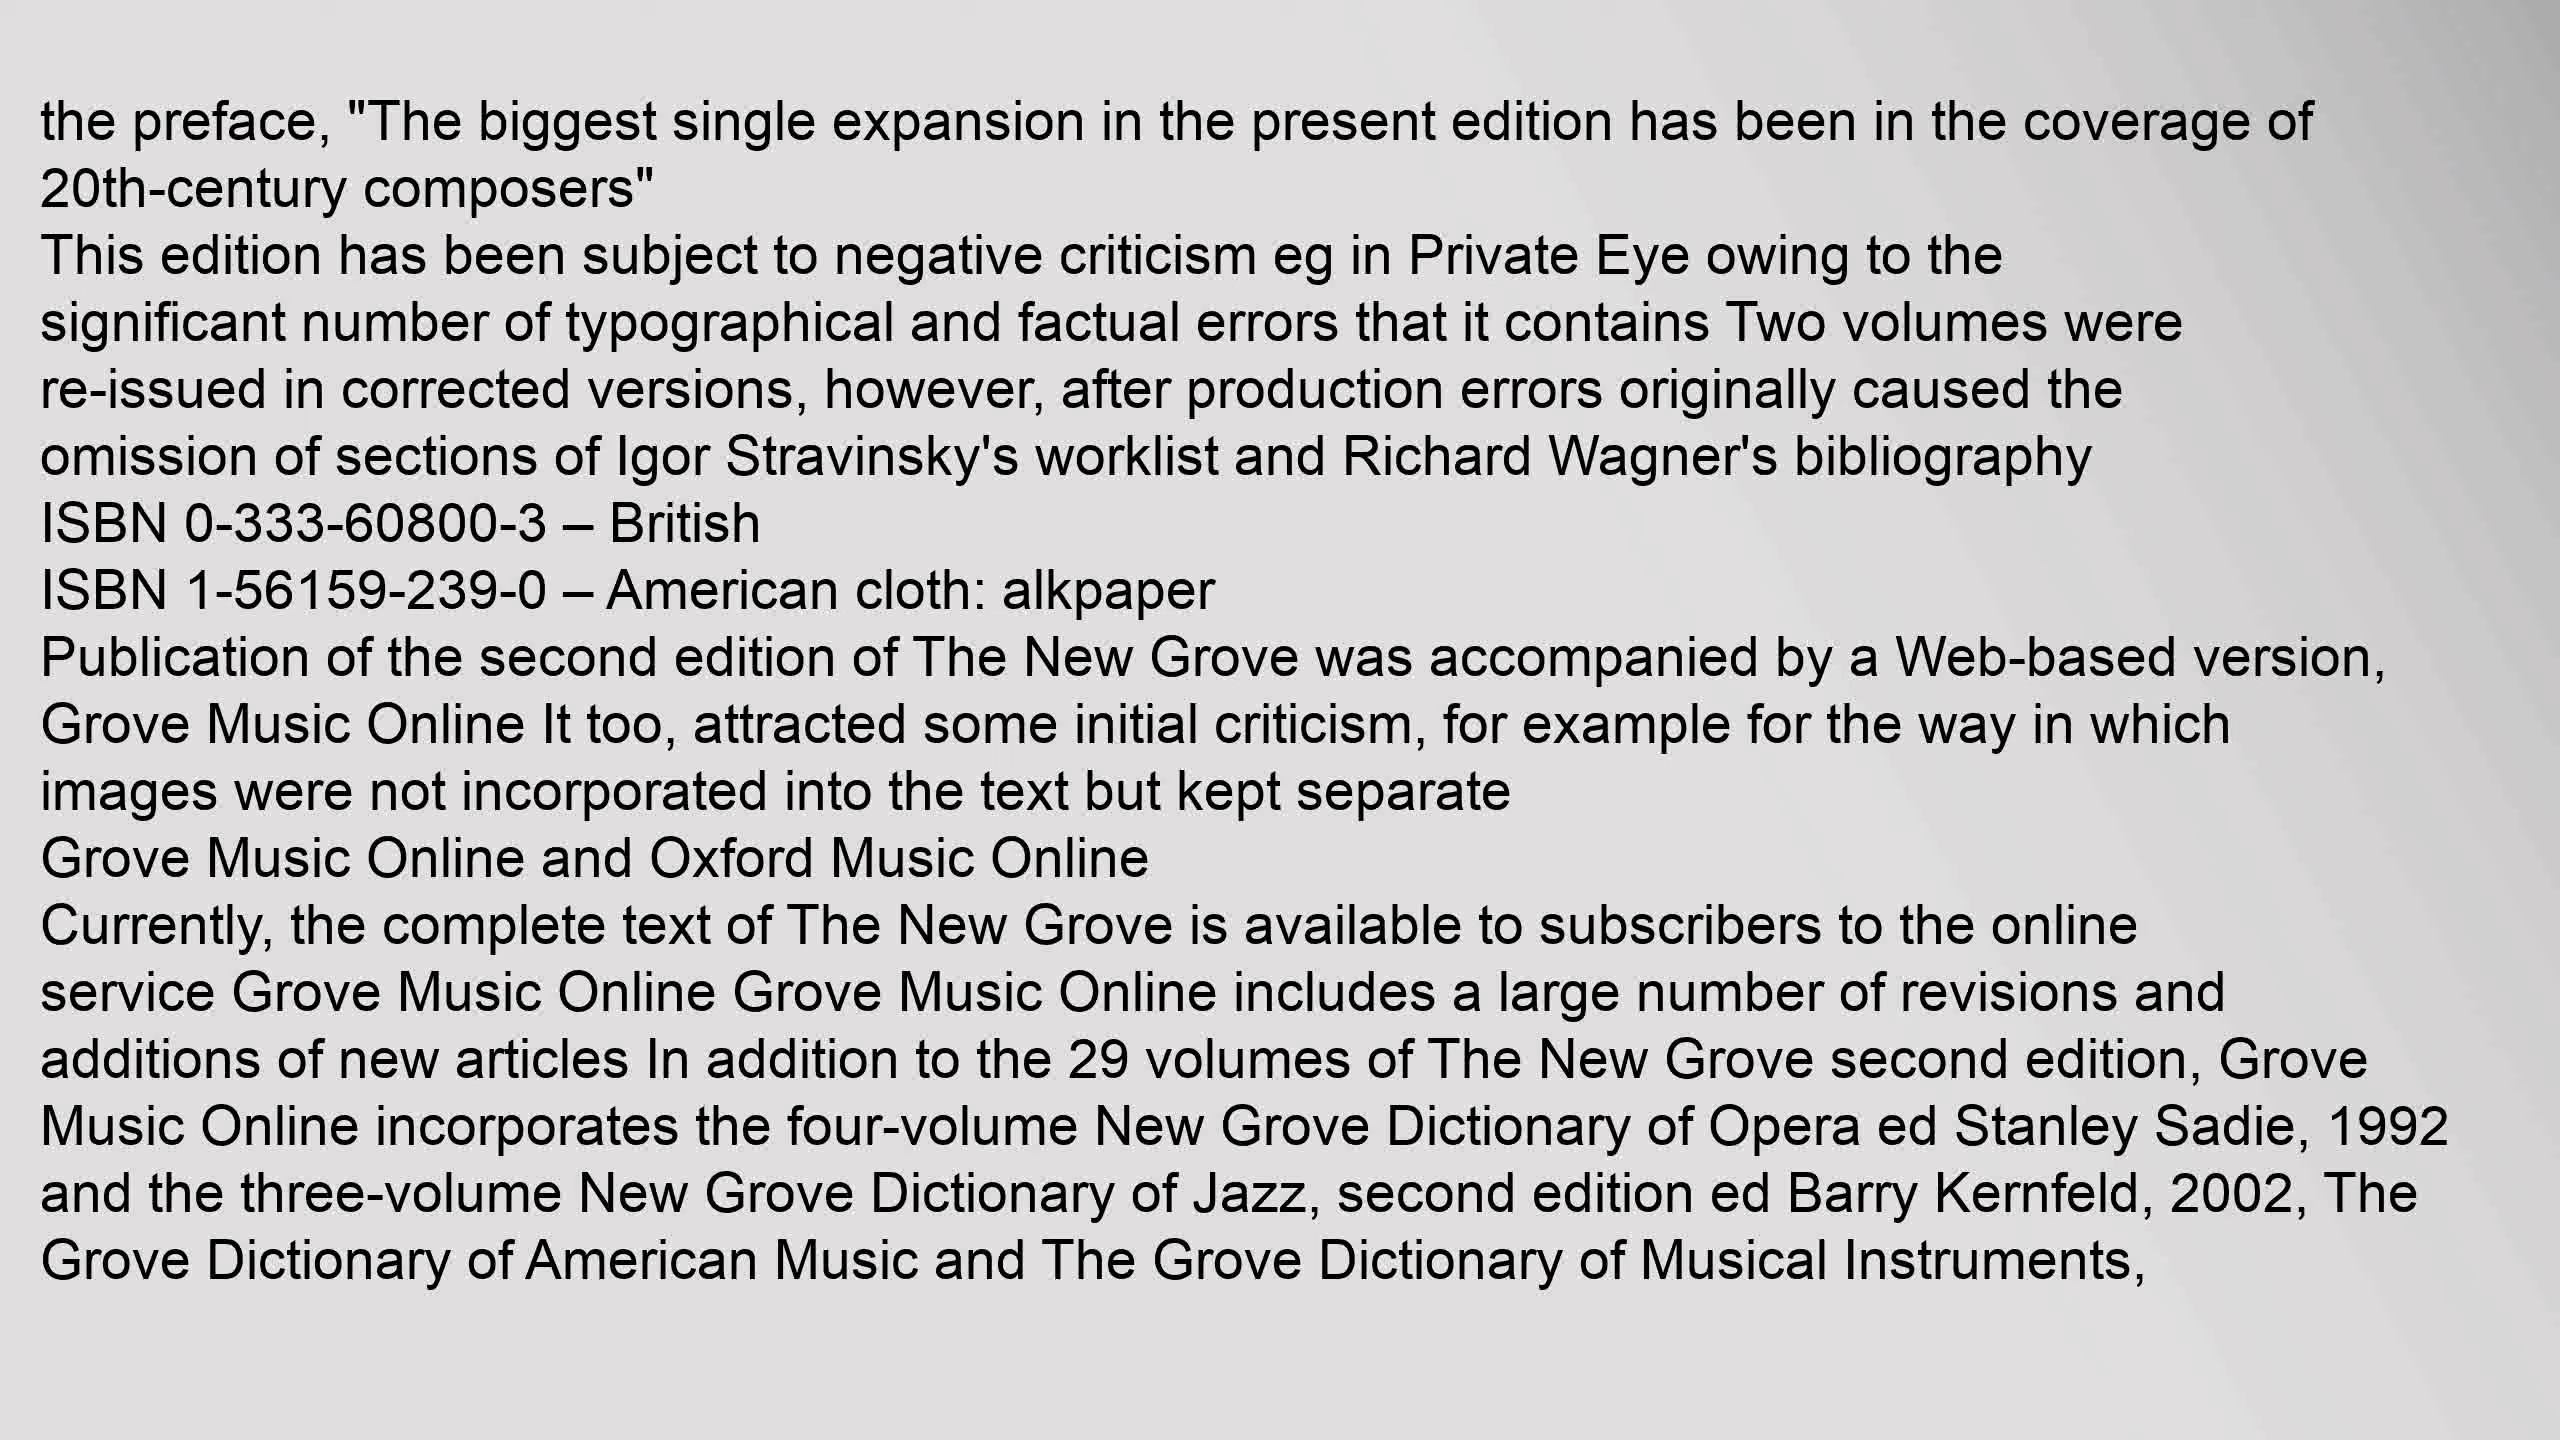 the preface, "The biggest single expansion in the present edition has been in the coverage of
20th-century composers"
This edition has been subject to negative criticism eg in Private Eye owing to the
significant number of typographical and factual errors that it contains Two volumes were
re-issued in corrected versions, however, after production errors originally caused the
omission of sections of Igor Stravinsky's worklist and Richard Wagner's bibliography
ISBN 0-333-60800-3 – British
ISBN 1-56159-239-0 – American cloth: alkpaper
Publication of the second edition of The New Grove was accompanied by a Web-based version,
Grove Music Online It too, attracted some initial criticism, for example for the way in which
images were not incorporated into the text but kept separate
Grove Music Online and Oxford Music Online
Currently, the complete text of The New Grove is available to subscribers to the online
service Grove Music Online Grove Music Online includes a large number of revisions and
additions of new articles In addition to the 29 volumes of The New Grove second edition, Grove
Music Online incorporates the four-volume New Grove Dictionary of Opera ed Stanley Sadie, 1992
and the three-volume New Grove Dictionary of Jazz, second edition ed Barry Kernfeld, 2002, The
Grove Dictionary of American Music and The Grove Dictionary of Musical Instruments,